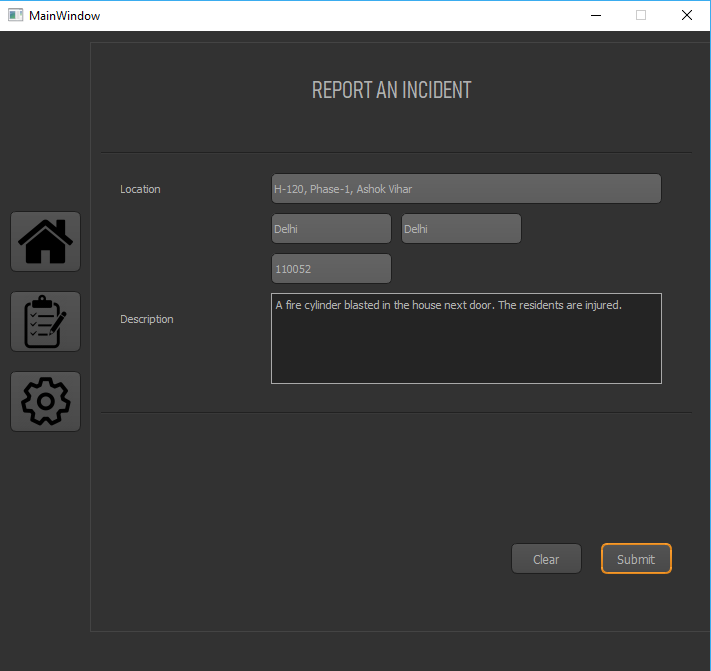 MainWindow
REPORT AN INCIDENT
Location
H-120, Phase-1, Ashok Vihar
Delhi
Delhi
110052
Description
A fire cylinder blasted in the house next door. The residents are injured.
Clear
Submit